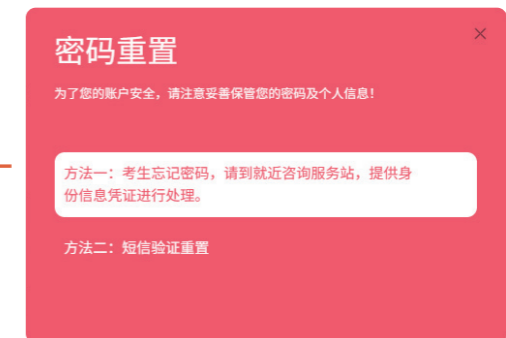 密码重置
为了您的账户安全，请注意妥善保管您的密码及个人信息！
方法一：考生忘记密码，请到就近咨询服务站，提供身
份信息凭证进行处理。
方法二：短信验证重置